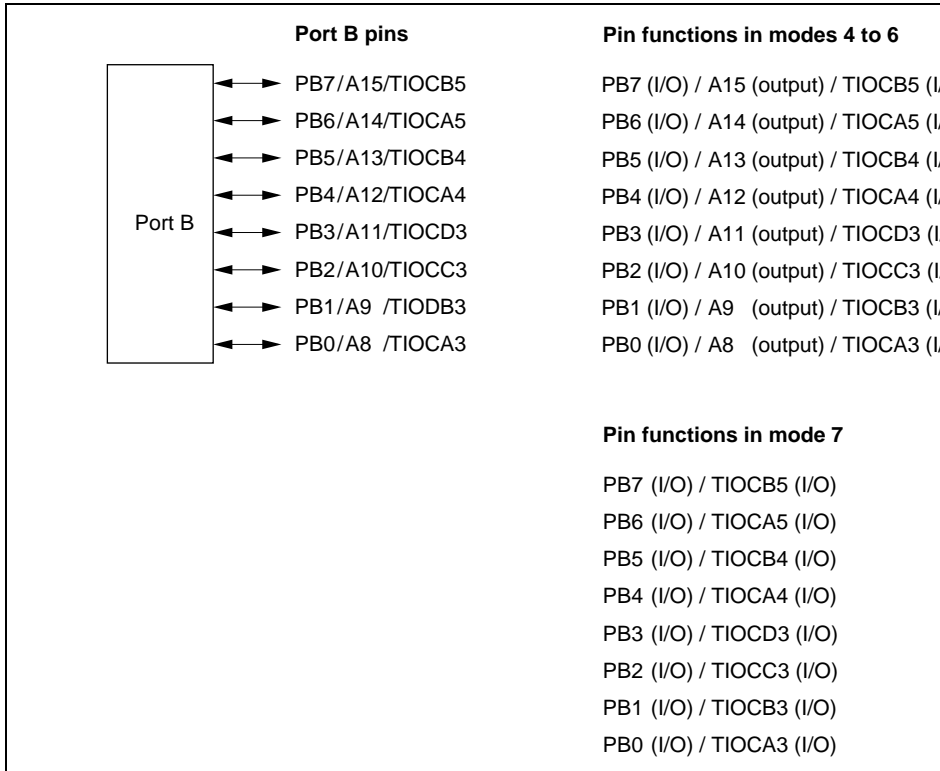 Port B pins
Port B
PB7/A15/TIOCB5
PB6/A14/TIOCA5
PB5/A13/TIOCB4
PB4/A12/TIOCA4
PB3/A11/TIOCD3
PB2/A10/TIOCC3
PB1/A9 /TIODB3
PB0/A8 /TIOCA3
Pin functions in modes 4 to 6
PB7 (I/O) / A15 (output) / TIOCB5 (I/
PB6 (I/O) / A14 (output) / TIOCA5 (I/
PB5 (I/O) / A13 (output) / TIOCB4 (I/
PB4 (I/O) / A12 (output) / TIOCA4 (I/
PB3 (I/O) / A11 (output) / TIOCD3 (I/
PB2 (I/O) / A10 (output) / TIOCC3 (I/
PB1 (I/O) / A9 (output) / TIOCB3 (I/
PB0 (I/O) / A8 (output) / TIOCA3 (I/
Pin functions in mode 7
PB7 (I/O) / TIOCB5 (I/O)
PB6 (I/O) / TIOCA5 (I/O)
PB5 (I/O) / TIOCB4 (I/O)
PB4 (I/O) / TIOCA4 (I/O)
PB3 (I/O) / TIOCD3 (I/O)
PB2 (I/O) / TIOCC3 (I/O)
PB1 (I/O) / TIOCB3 (I/O)
PB0 (I/O) / TIOCA3 (I/O)